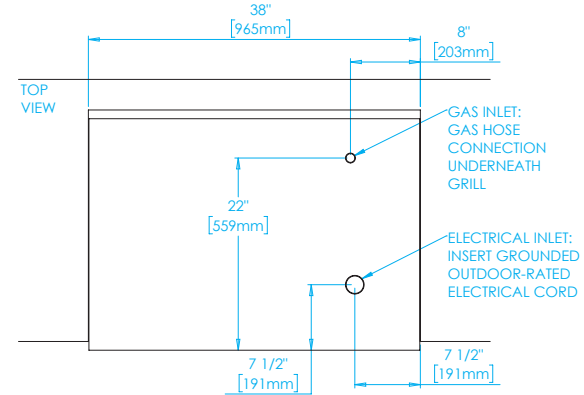 38"
[965mm]
8"
[203mm]
TOP
VIEW
GAS INLET:
GAS HOSE
CONNECTION
UNDERNEATH
GRILL
22"
[559mm]
ELECTRICAL INLET:
INSERT GROUNDED
OUTDOOR-RATED
ELECTRICAL CORD
7 1/2"
[191mm]
7 1/2"
[191mm]